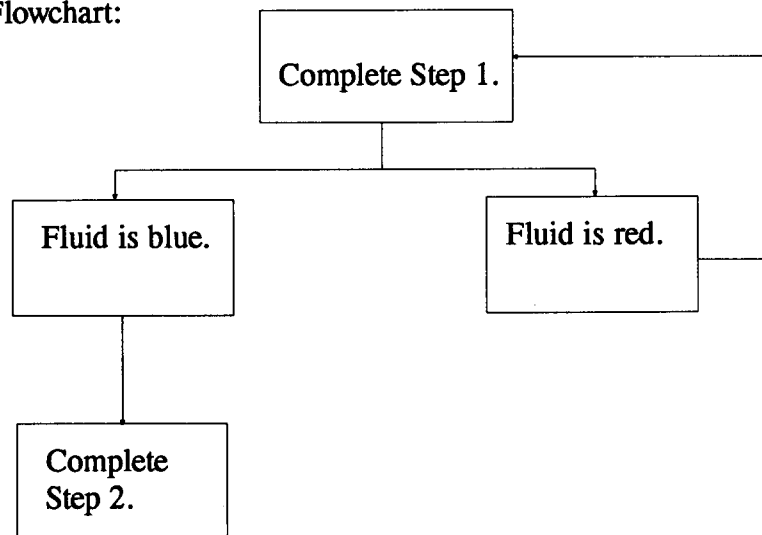 Flowchart:
Complete Step 1.
Fluid is blue.
Fluid is red.
Complete
Step 2.